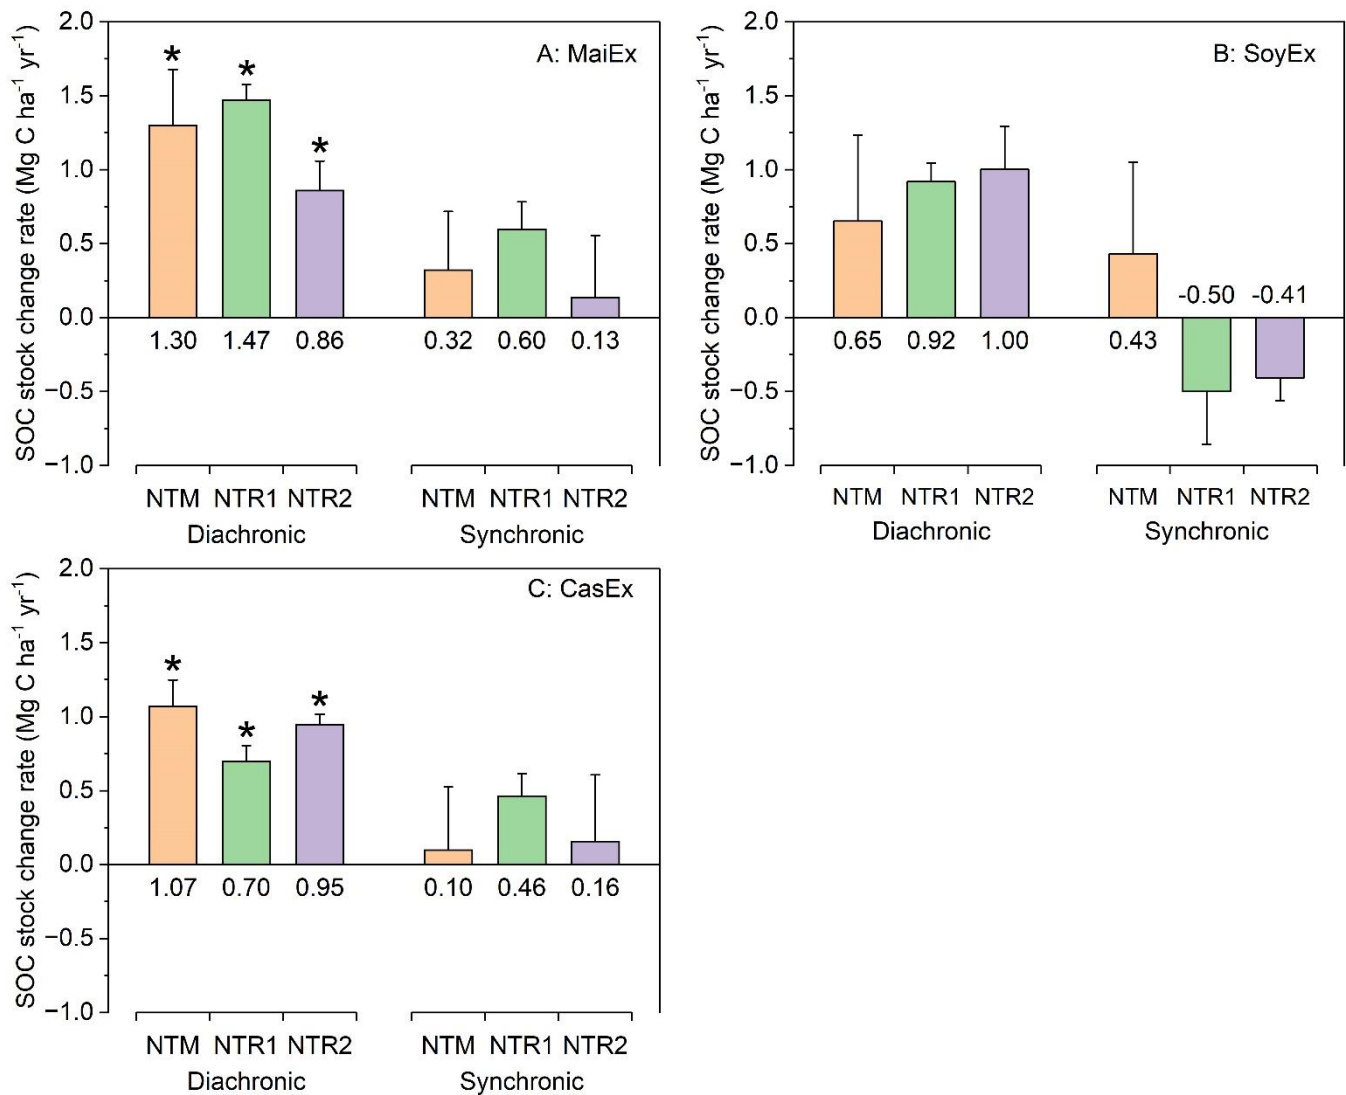 A: MaiEx
SOC stock change rate (Mg C ha⁻¹ yr⁻¹)
2.0
1.5
1.0
0.5
0.0
−0.5
−1.0
* * *
1.30 1.47 0.86 0.32 0.60 0.13
NTM NTR1 NTR2 NTM NTR1 NTR2
Diachronic Synchronic
B: SoyEx
SOC stock change rate (Mg C ha⁻¹ yr⁻¹)
2.0
1.5
1.0
0.5
0.0
−0.5
−1.0
-0.50 -0.41
0.65 0.92 1.00 0.43
NTM NTR1 NTR2 NTM NTR1 NTR2
Diachronic Synchronic
C: CasEx
SOC stock change rate (Mg C ha⁻¹ yr⁻¹)
2.0
1.5
1.0
0.5
0.0
−0.5
−1.0
* * *
1.07 0.70 0.95 0.10 0.46 0.16
NTM NTR1 NTR2 NTM NTR1 NTR2
Diachronic Synchronic